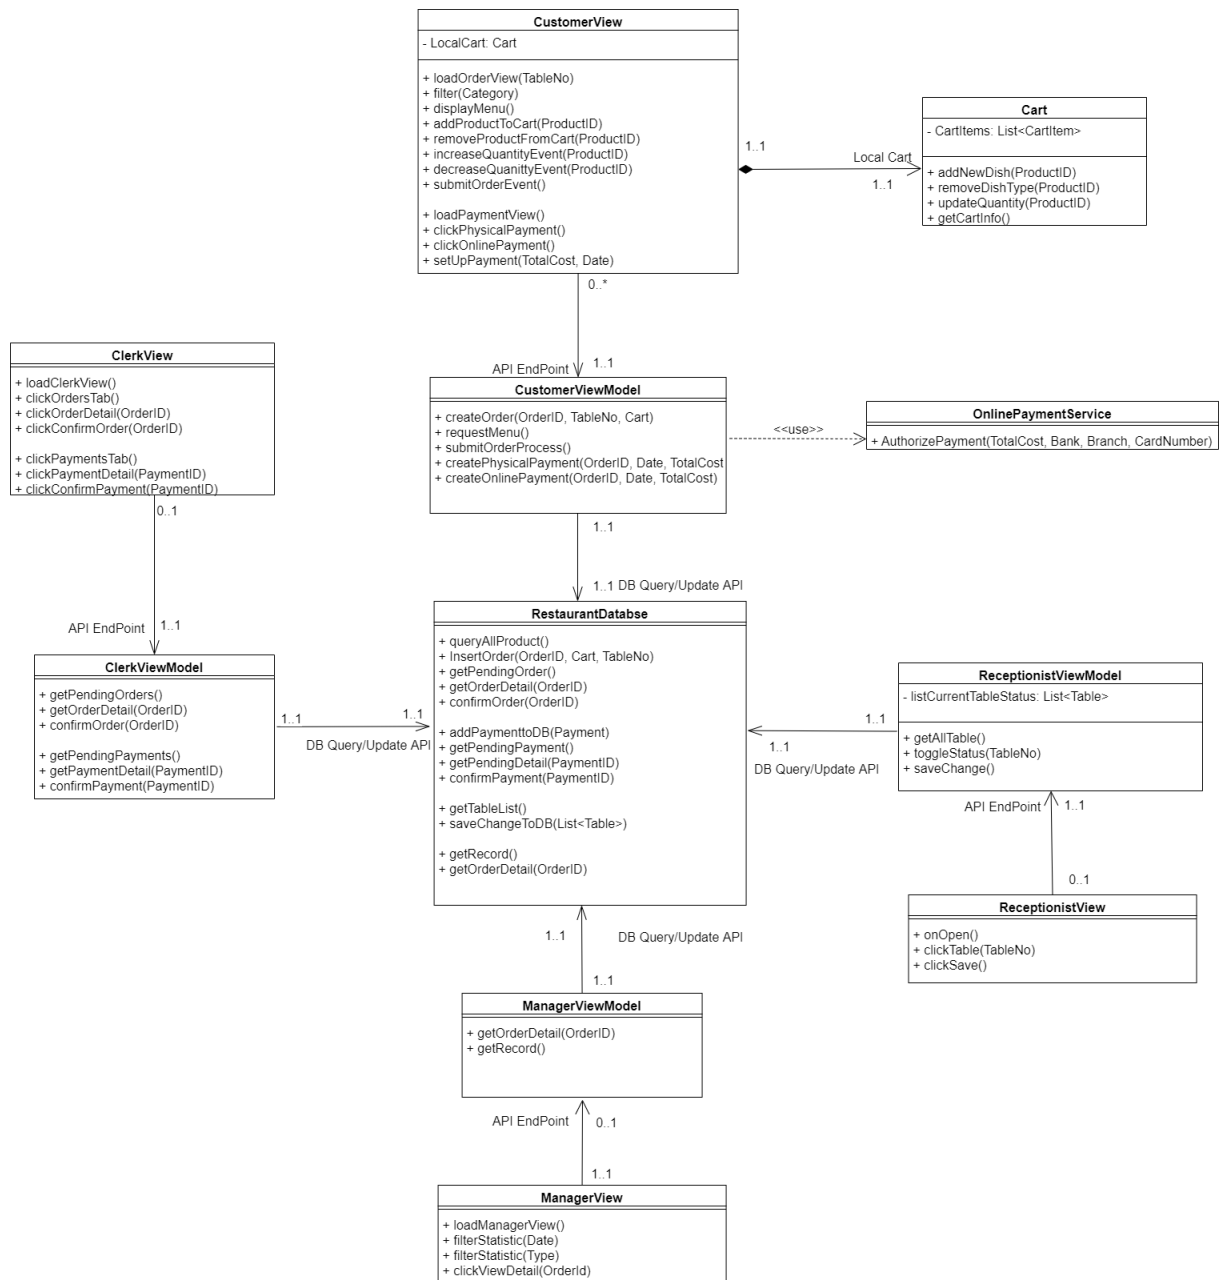 CustomerView
- LocalCart: Cart
+ loadOrderView(TableNo)
+ filter(Category)
+ displayMenu()
+ addProductToCart(ProductID)
+ removeProductFromCart(ProductID)
+ increaseQuantityEvent(ProductID)
+ decreaseQuanittyEvent(ProductID)
+ submitOrderEvent()
+ loadPaymentView()
+ clickPhysicalPayment()
+ clickOnlinePayment()
+ setUpPayment(TotalCost, Date)
1..1
Local Cart
1..1
Cart
- CartItems: List<CartItem>
+ addNewDish(ProductID)
+ removeDishType(ProductID)
+ updateQuantity(ProductID)
+ getCartInfo()
0..*
API EndPoint
1..1
ClerkView
+ loadClerkView()
+ clickOrdersTab()
+ clickOrderDetail(OrderID)
+ clickConfirmOrder(OrderID)
+ clickPaymentsTab()
+ clickPaymentDetail(PaymentID)
+ clickConfirmPayment(PaymentID)
0..1
API EndPoint
1..1
CustomerViewModel
+ createOrder(OrderID, TableNo, Cart)
+ requestMenu()
+ submitOrderProcess()
+ createPhysicalPayment(OrderID, Date, TotalCost
+ createOnlinePayment(OrderID, Date, TotalCost)
<<use>>
OnlinePaymentService
+ AuthorizePayment(TotalCost, Bank, Branch, CardNumber)
1..1
1..1
DB Query/Update API
ClerkViewModel
+ getPendingOrders()
+ getOrderDetail(OrderID)
+ confirmOrder(OrderID)
+ getPendingPayments()
+ getPaymentDetail(PaymentID)
+ confirmPayment(PaymentID)
1..1
1..1
DB Query/Update API
RestaurantDatabse
+ queryAllProduct()
+ InsertOrder(OrderID, Cart, TableNo)
+ getPendingOrder()
+ getOrderDetail(OrderID)
+ confirmOrder(OrderID)
+ addPaymenttoDB(Payment)
+ getPendingPayment()
+ getPendingDetail(PaymentID)
+ confirmPayment(PaymentID)
+ getTableList()
+ saveChangeToDB(List<Table>)
+ getRecord()
+ getOrderDetail(OrderID)
1..1
1..1
DB Query/Update API
ReceptionistViewModel
- listCurrentTableStatus: List<Table>
+ getAllTable()
+ toggleStatus(TableNo)
+ saveChange()
API EndPoint
1..1
0..1
ReceptionistView
+ onOpen()
+ clickTable(TableNo)
+ clickSave()
1..1
DB Query/Update API
1..1
ManagerViewModel
+ getOrderDetail(OrderID)
+ getRecord()
API EndPoint
0..1
1..1
ManagerView
+ loadManagerView()
+ filterStatistic(Date)
+ filterStatistic(Type)
+ clickViewDetail(OrderId)